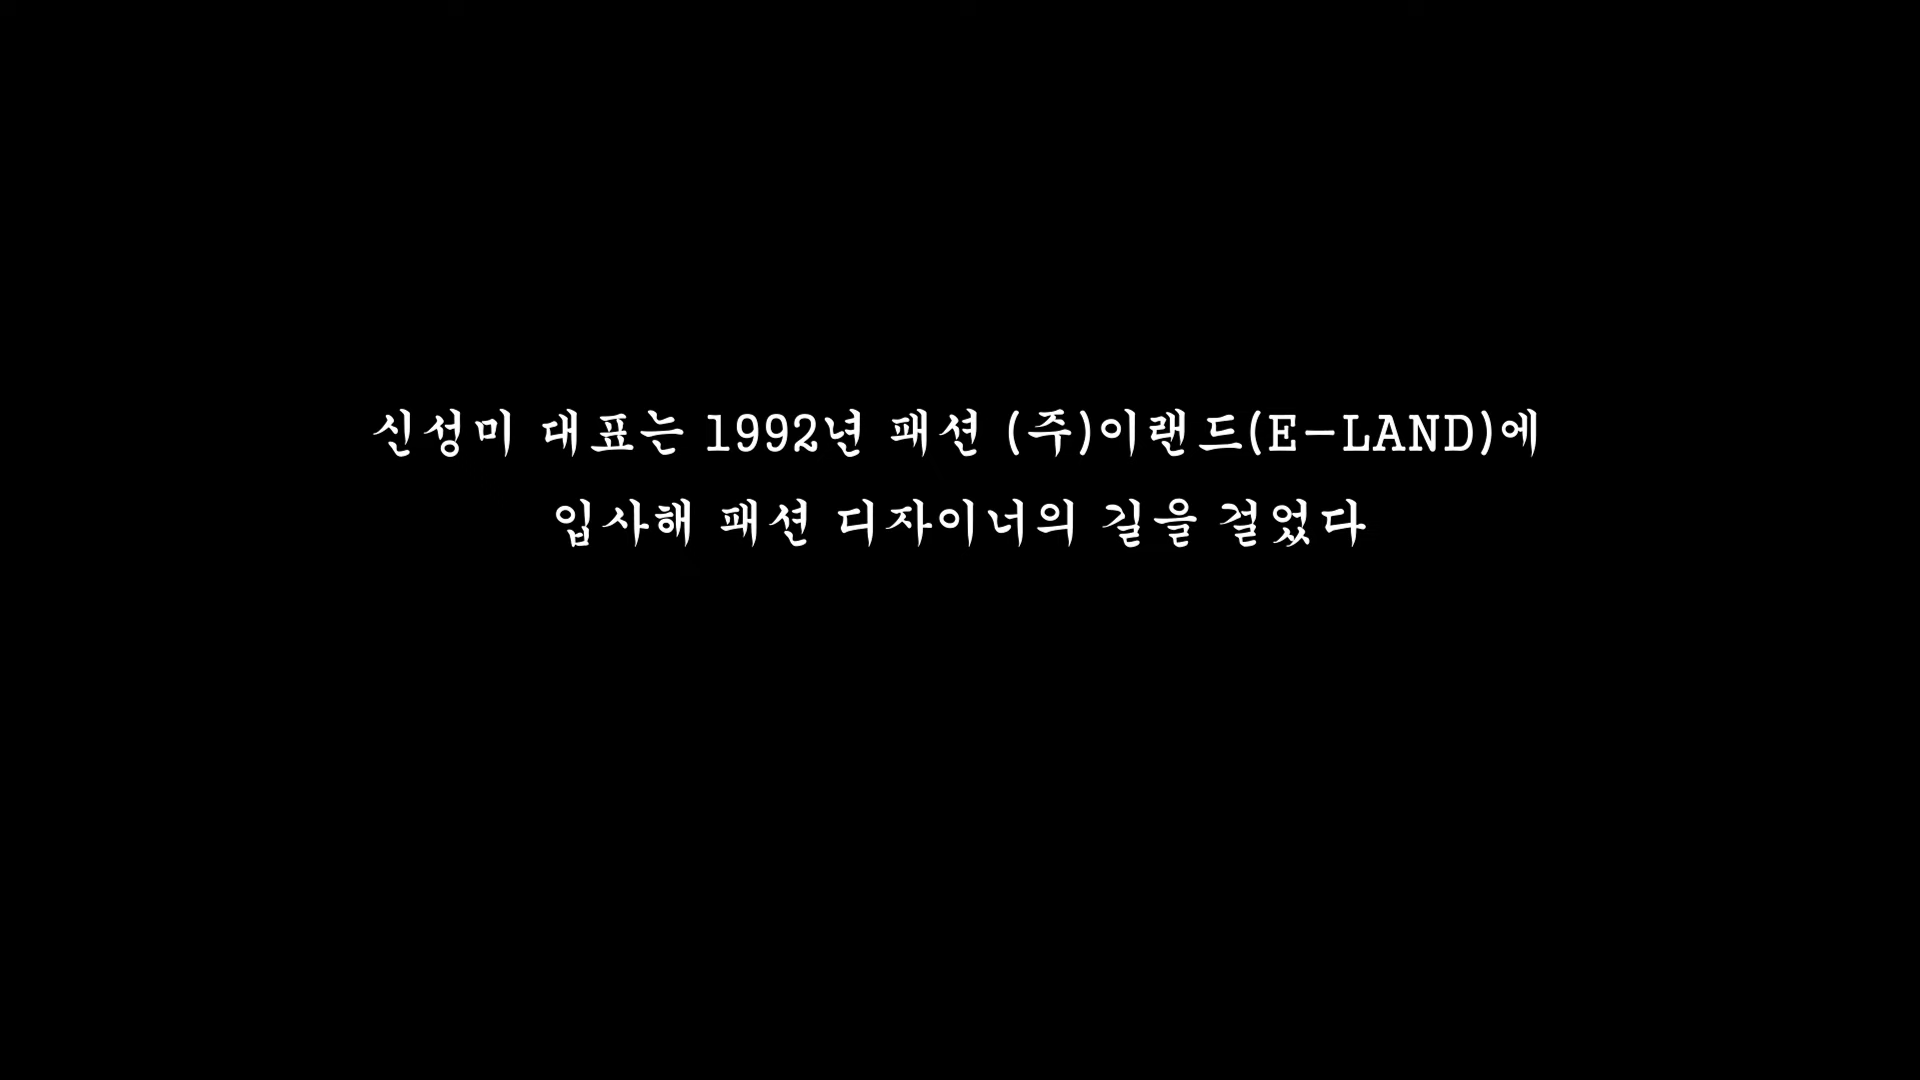 신성미 대표는 1992년 패션 (주)이랜드(E-LAND)에
입사해 패션 디자이너의 길을 걸었다